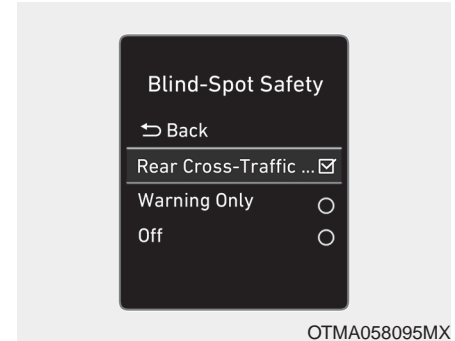 Blind-Spot Safety
Back
Rear Cross-Traffic ...
Warning Only
Off
OTMA058095MX